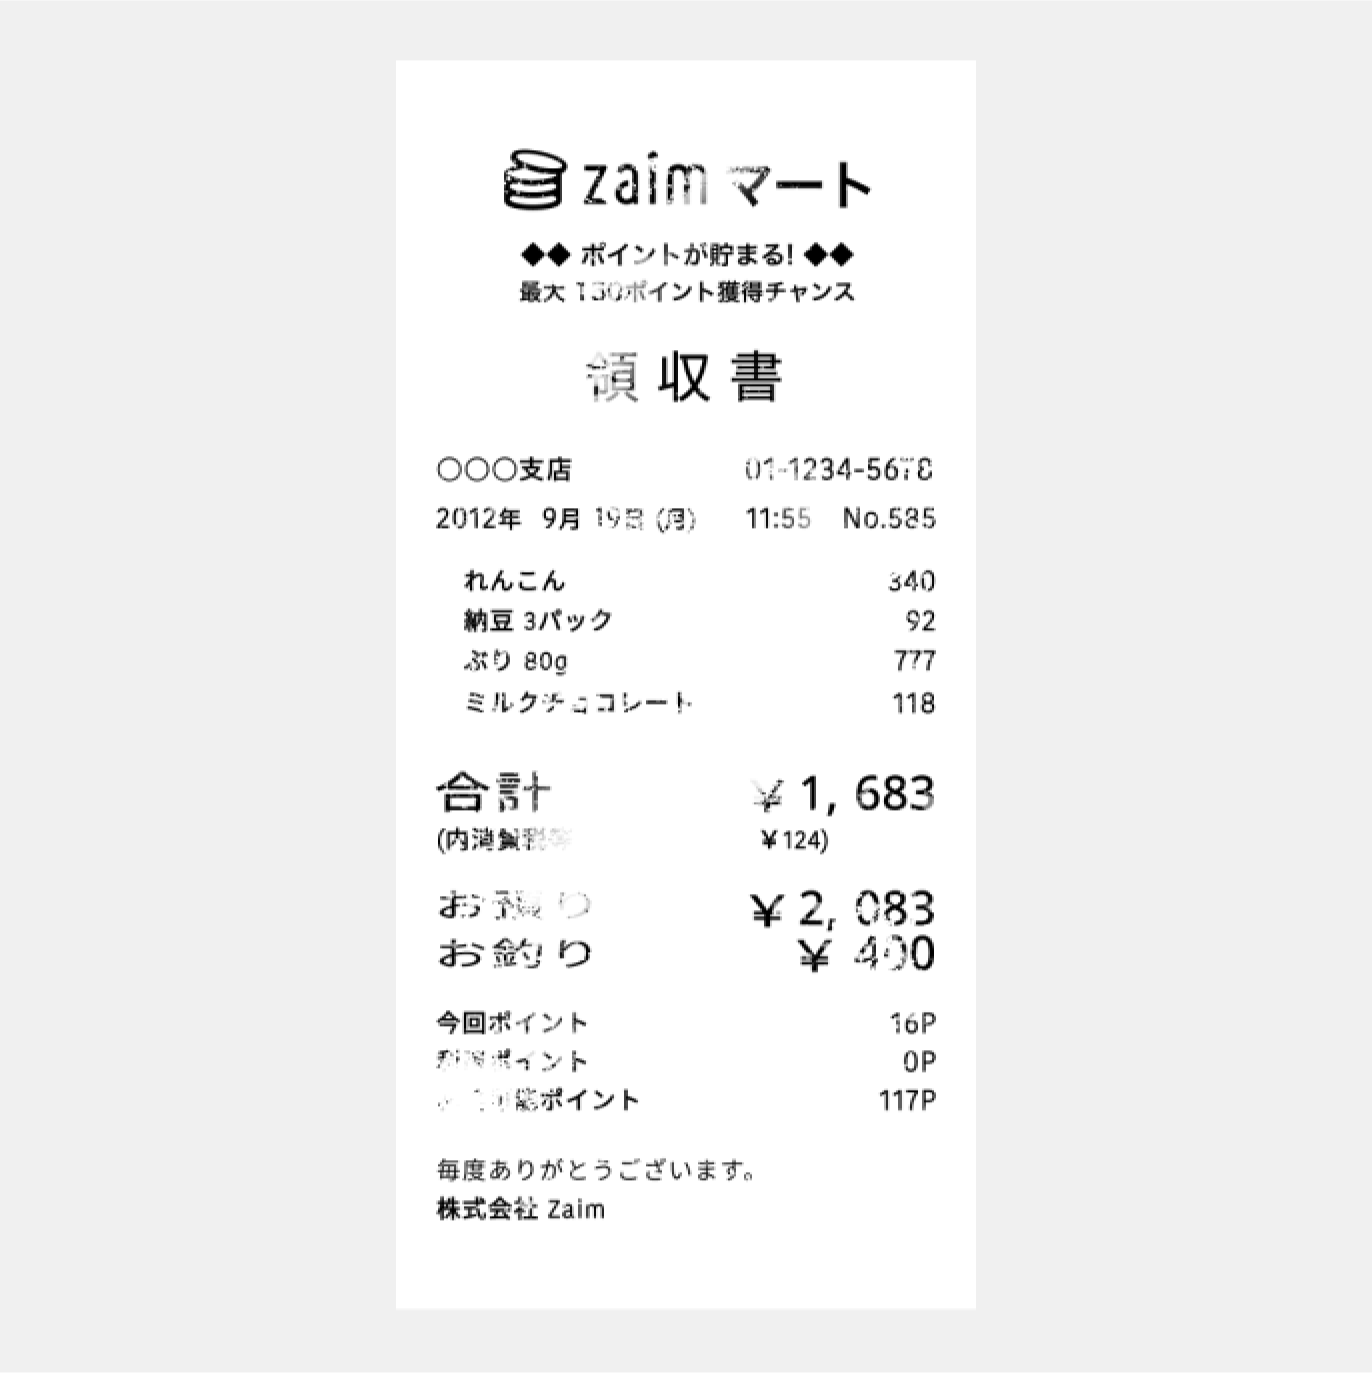 zaim マート
◆◆ ポイントが貯まる! ◆◆
最大 130ポイント獲得チャンス
領収書
○○○支店 01-1234-5678
2012年 9月 19日 (月) 11:55 No.585
れんこん 340
納豆 3パック 92
ぶり 80g 777
ミルクチョコレート 118
合計 ¥ 1, 683
(内消費税等 ¥124)
お預り ¥ 2, 083
お釣り ¥ 400
今回ポイント 16P
ポイント 0P
可能ポイント 117P
毎度ありがとうございます。
株式会社 Zaim